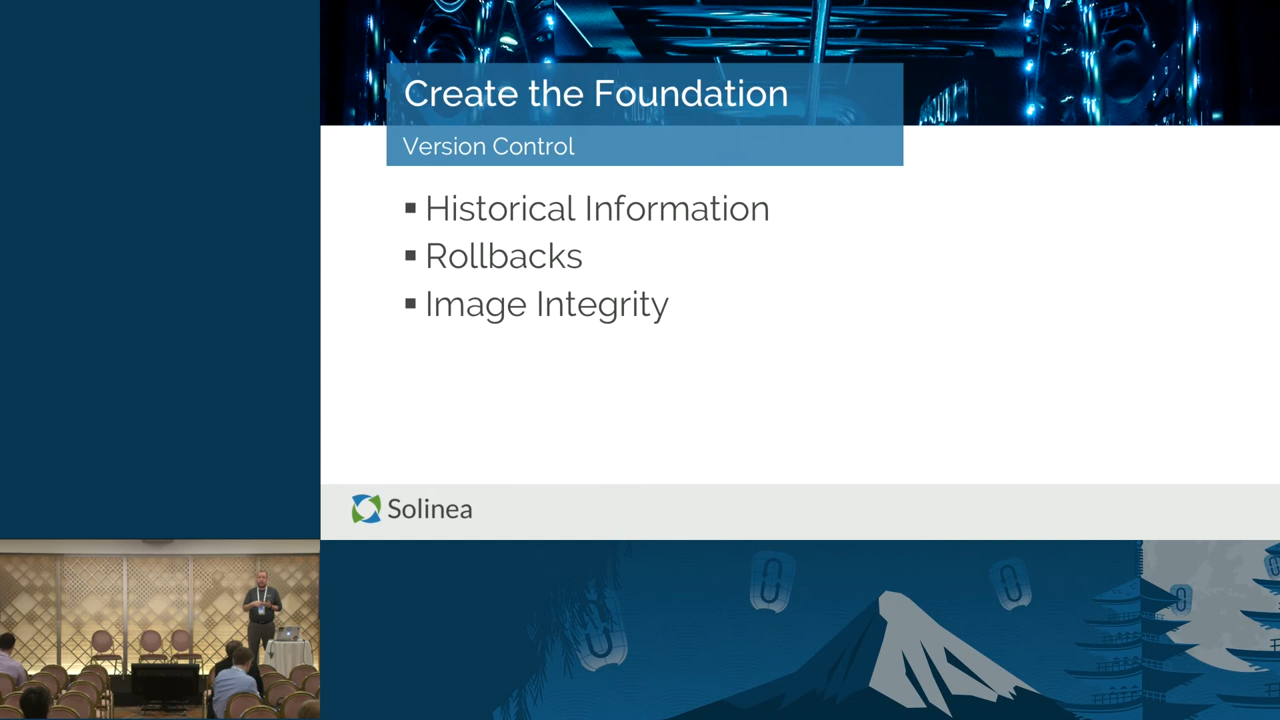 Create the Foundation
Version Control
Historical Information
Rollbacks
Image Integrity
Solinea